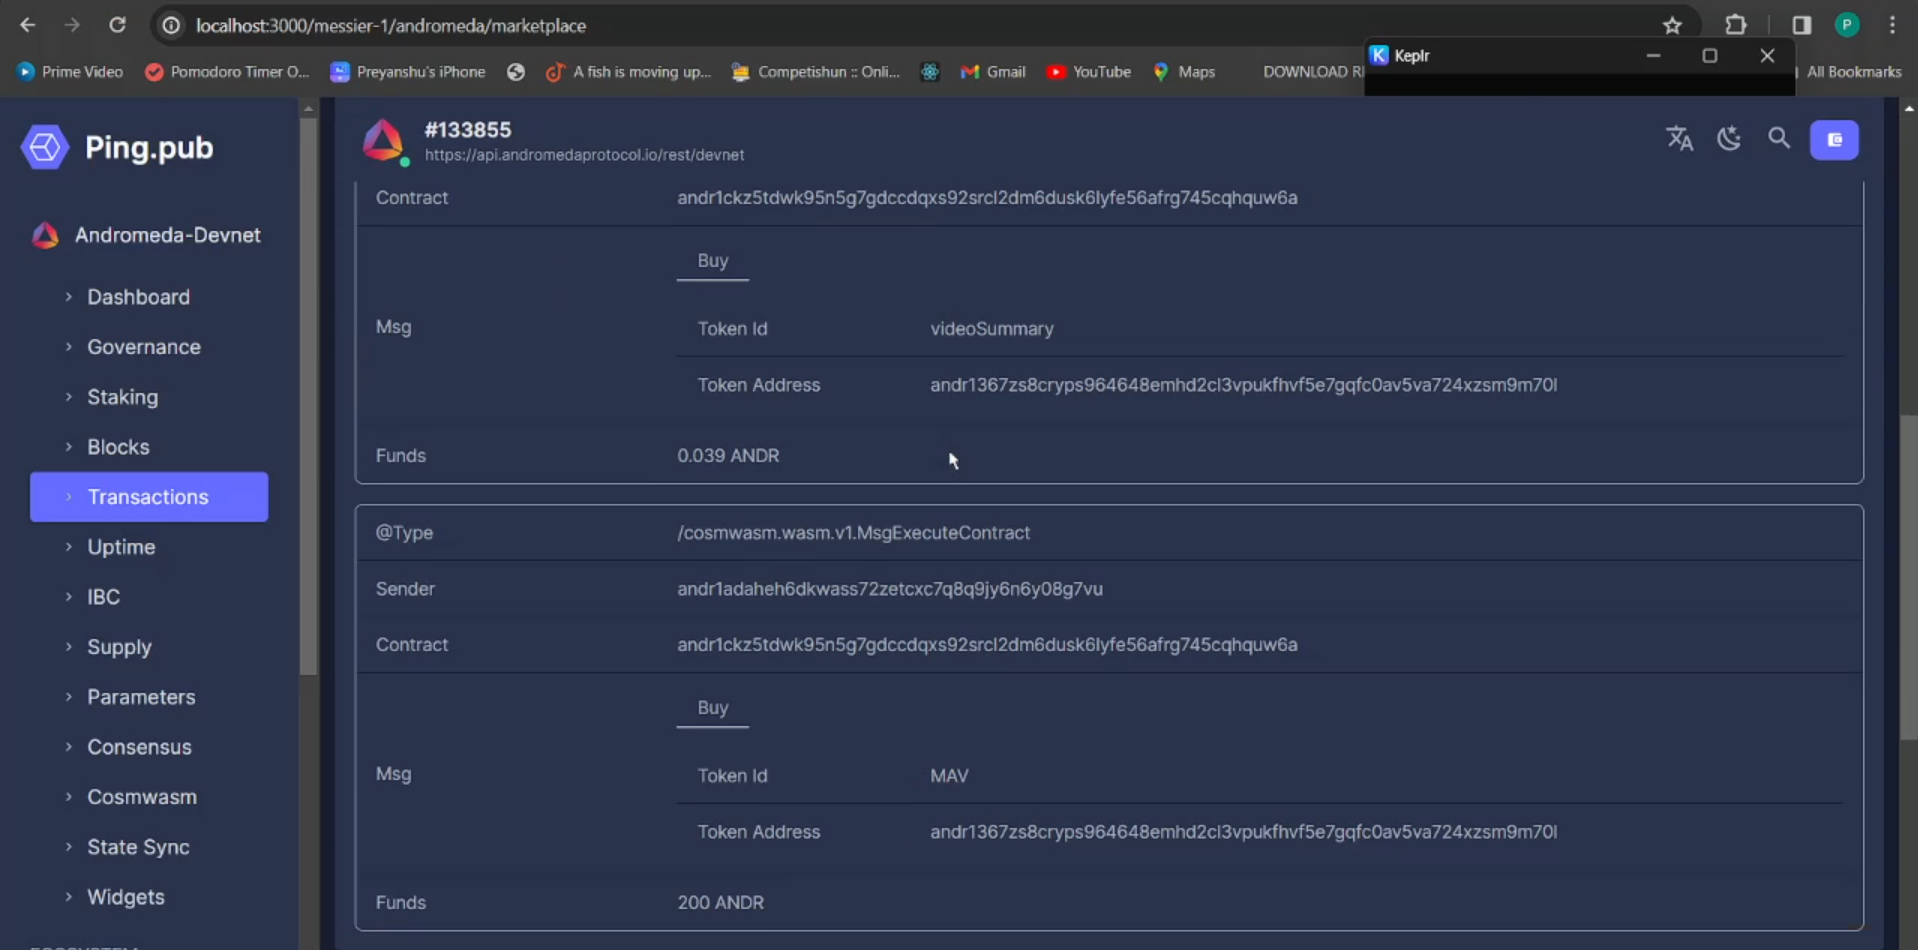 localhost:3000/messier-1/andromeda/marketplace
P
Prime Video
Pomodoro Timer O...
Preyanshu's iPhone
A fish is moving up...
Competishun :: Onli...
Gmail
YouTube
Maps
DOWNLOAD RE
All Bookmarks
K Keplr
Ping.pub
Andromeda-Devnet
Dashboard
Governance
Staking
Blocks
Transactions
Uptime
IBC
Supply
Parameters
Consensus
Cosmwasm
State Sync
Widgets
#133855
https://api.andromedaprotocol.io/rest/devnet
Contract andr1ckz5tdwk95n5g7gdccdqxs92srcl2dm6dusk6lyfe56afrg745cqhquw6a
Buy
Msg
Token Id videoSummary
Token Address andr1367zs8cryps964648emhd2cl3vpukfhvf5e7gqfc0av5va724xzsm9m70l
Funds 0.039 ANDR
@Type /cosmwasm.wasm.v1.MsgExecuteContract
Sender andr1adaheh6dkwass72zetcxc7q8q9jy6n6y08g7vu
Contract andr1ckz5tdwk95n5g7gdccdqxs92srcl2dm6dusk6lyfe56afrg745cqhquw6a
Buy
Msg
Token Id MAV
Token Address andr1367zs8cryps964648emhd2cl3vpukfhvf5e7gqfc0av5va724xzsm9m70l
Funds 200 ANDR